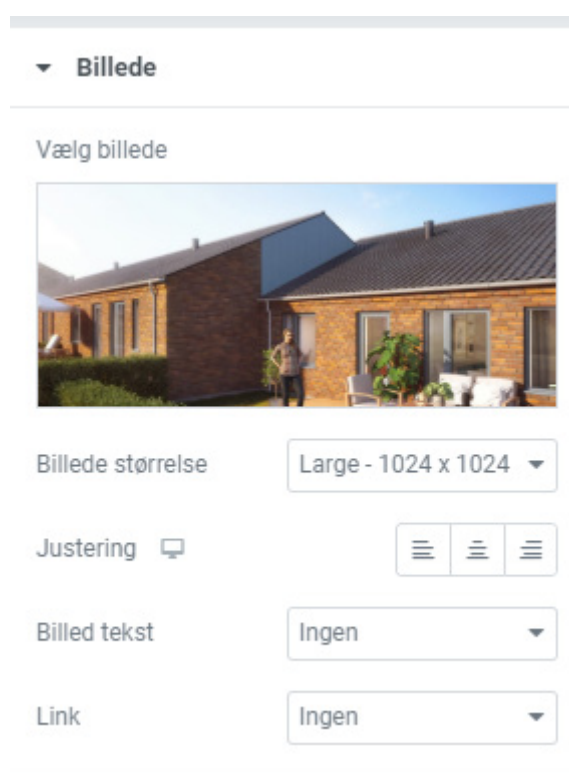 Billede
Vælg billede
Billede størrelse
Large - 1024 x 1024
Justering
Billed tekst
Ingen
Link
Ingen